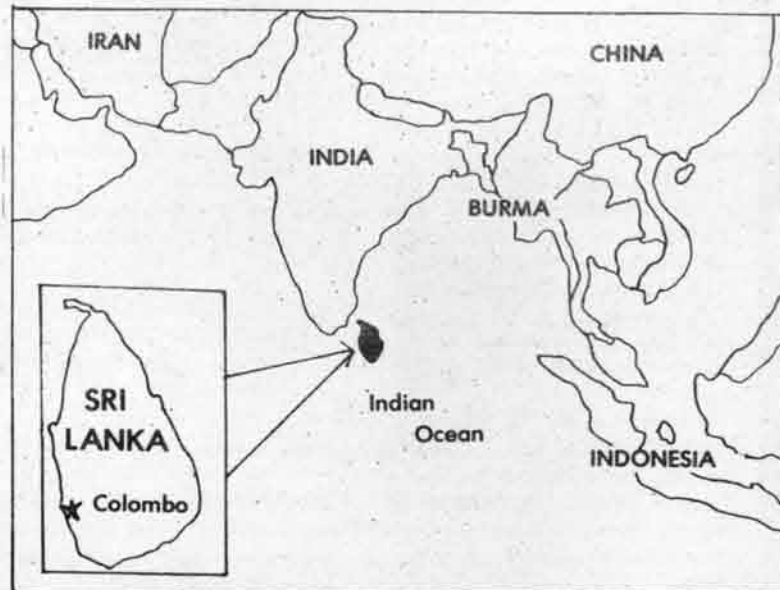 IRAN
CHINA
INDIA
BURMA
SRI
LANKA
Colombo
Indian
Ocean
INDONESIA